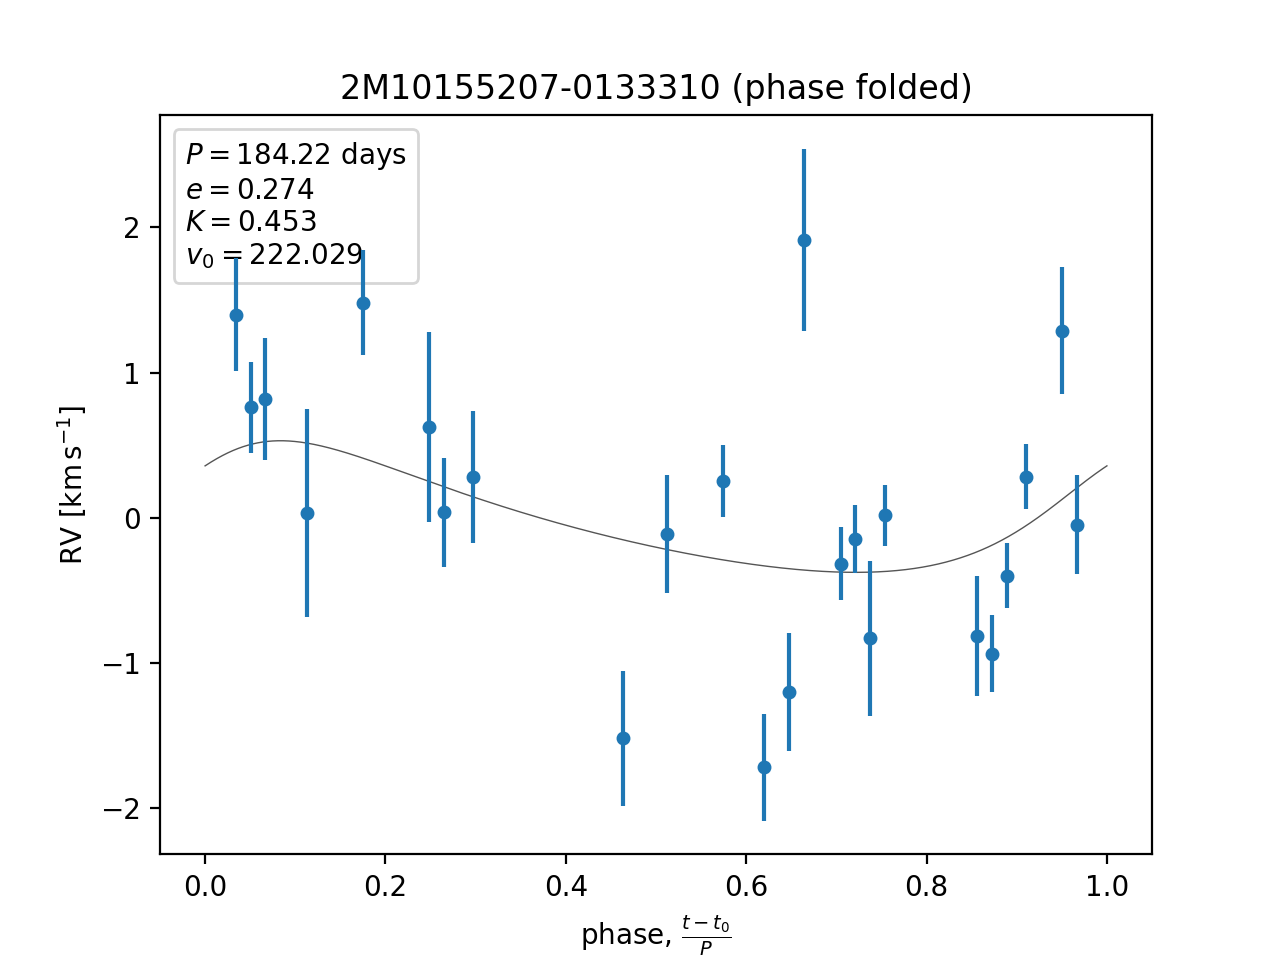 2M10155207-0133310 (phase folded)
P = 184.22 days
e = 0.274
K = 0.453
v₀ = 222.029
RV [km s⁻¹]
2
1
0
−1
−2
0.0 0.2 0.4 0.6 0.8 1.0
phase, (t − t₀)/P